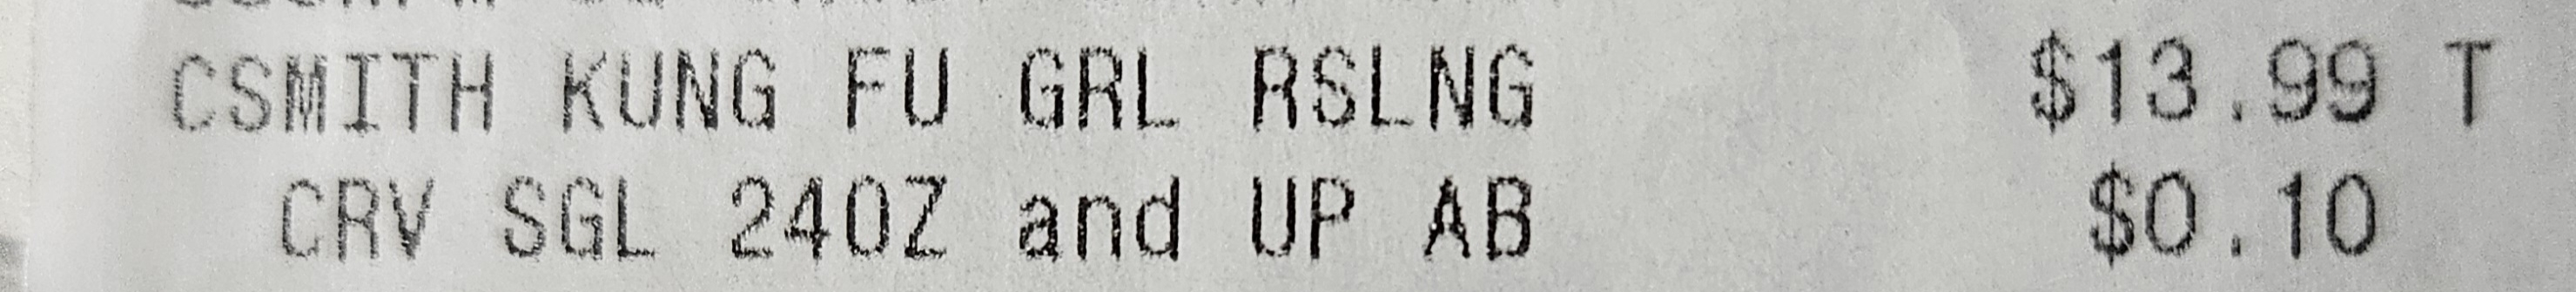 CSMITH KUNG FU GRL RSLNG $13.99 T
CRV SGL 24OZ and UP AB $0.10